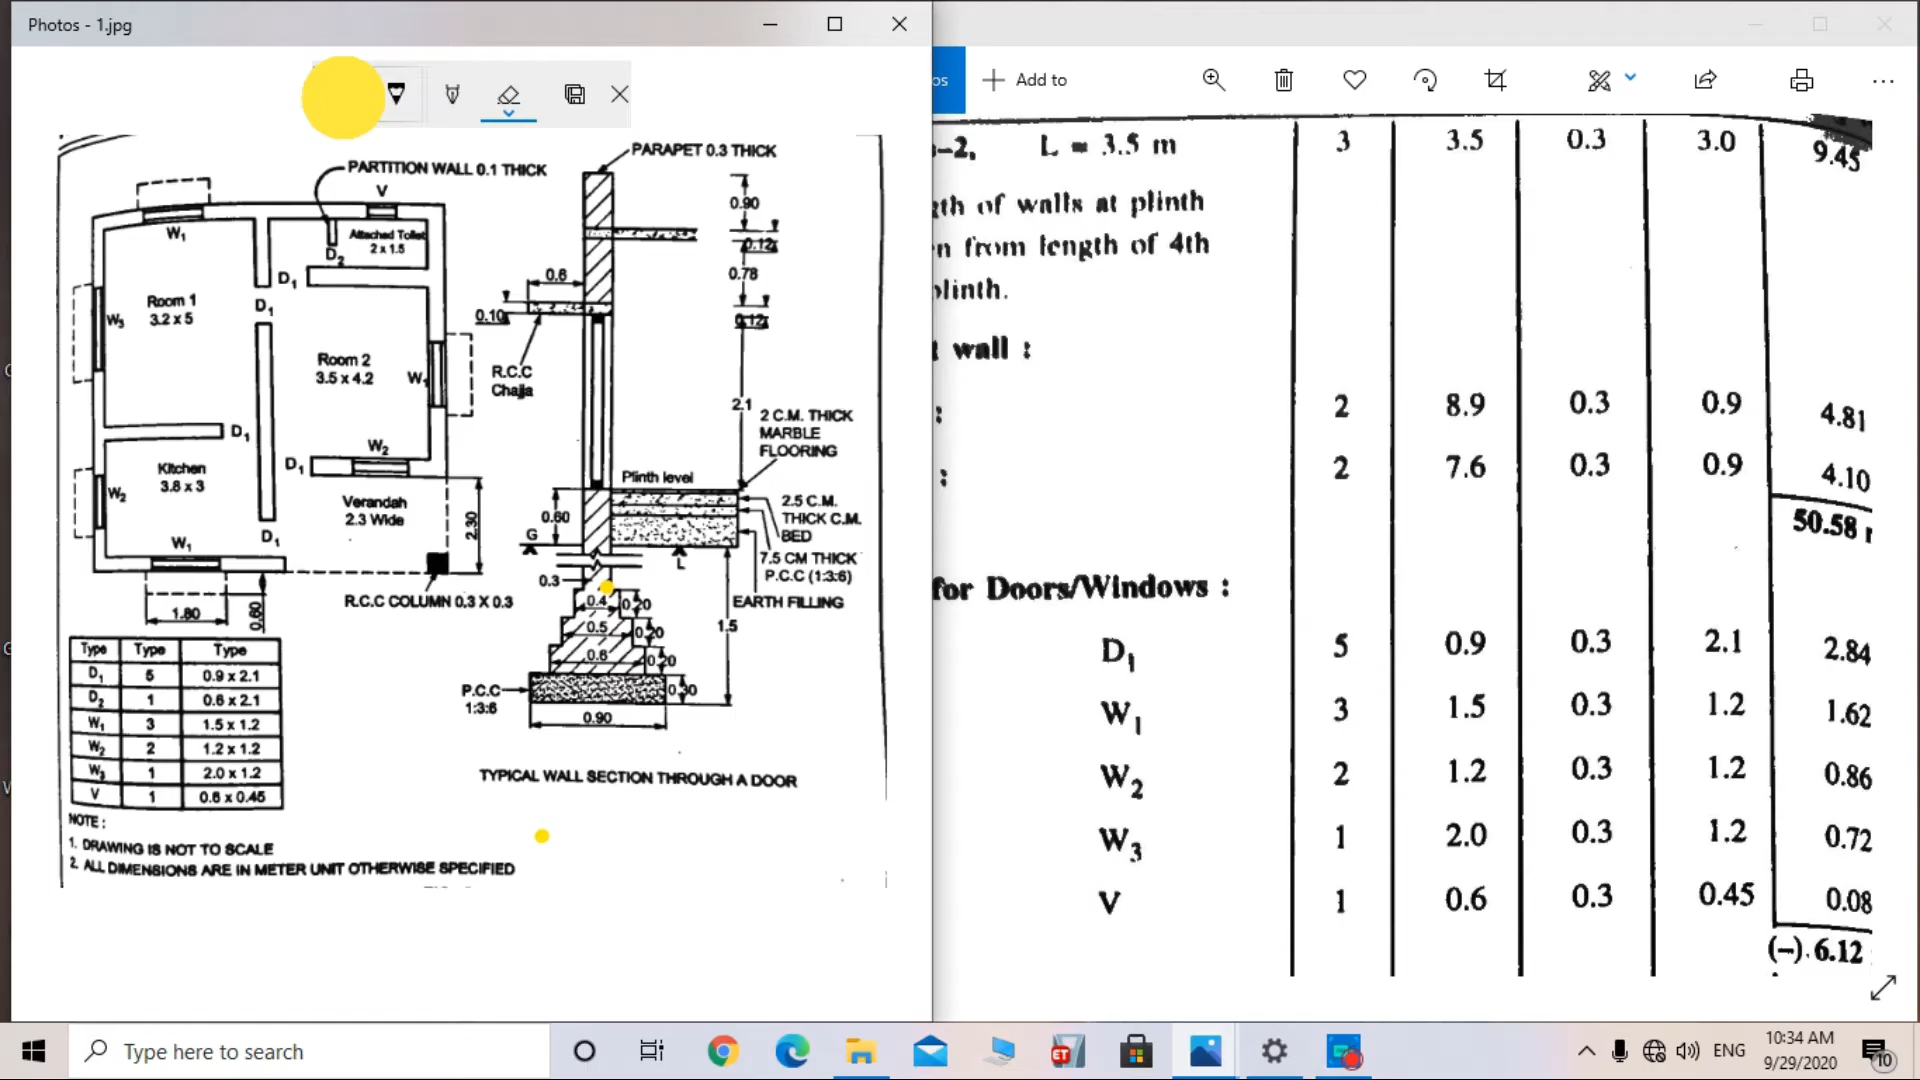 Photos - 1.jpg
Add to
PARAPET 0.3 THICK
PARTITION WALL 0.1 THICK
V
0.90
W1
Attached Toilet
2 x 1.5
D2
0.12
0.6
0.78
D1
Room 1
3.2 x 5
D1
0.10
0.12
W3
Room 2
3.5 x 4.2
W1
R.C.C
Chajja
2.1
2 C.M. THICK
MARBLE
FLOORING
D1
W2
D1
Kitchen
3.8 x 3
Plinth level
W2
Verandah
2.3 Wide
2.30
0.60
2.5 C.M.
THICK C.M.
BED
G
W1
D1
L
7.5 CM THICK
P.C.C (1:3:6)
0.3
R.C.C COLUMN 0.3 X 0.3
EARTH FILLING
1.80
0.60
0.4
0.20
1.5
0.5
0.20
0.6
0.20
P.C.C
1:3:6
0.30
0.90
Type Type Type
D1 5 0.9 x 2.1
D2 1 0.6 x 2.1
W1 3 1.5 x 1.2
W2 2 1.2 x 1.2
W3 1 2.0 x 1.2
V 1 0.6 x 0.45
TYPICAL WALL SECTION THROUGH A DOOR
NOTE :
1. DRAWING IS NOT TO SCALE
2. ALL DIMENSIONS ARE IN METER UNIT OTHERWISE SPECIFIED
–2, L = 3.5 m 3 3.5 0.3 3.0 9.45
of walls at plinth
from length of 4th
plinth.
wall :
: 2 8.9 0.3 0.9 4.81
: 2 7.6 0.3 0.9 4.10
50.58
for Doors/Windows :
D1 5 0.9 0.3 2.1 2.84
W1 3 1.5 0.3 1.2 1.62
W2 2 1.2 0.3 1.2 0.86
W3 1 2.0 0.3 1.2 0.72
V 1 0.6 0.3 0.45 0.08
(–) 6.12
Type here to search
ET
ENG
10:34 AM
9/29/2020
10